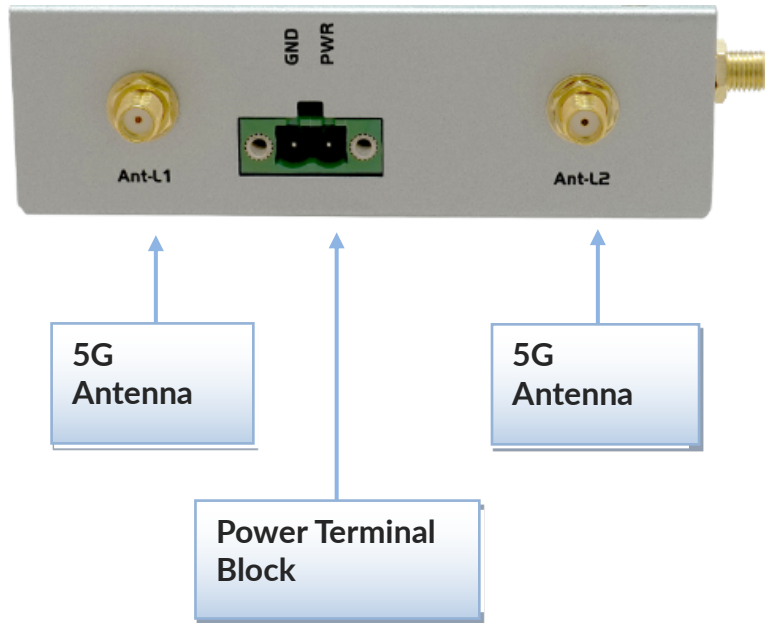 GND
PWR
Ant-L1
Ant-L2
5G
Antenna
5G
Antenna
Power Terminal
Block